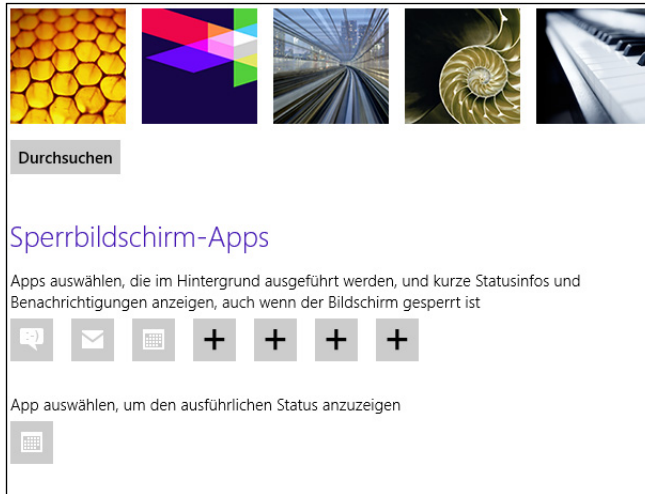 Durchsuchen
Sperrbildschirm-Apps
Apps auswählen, die im Hintergrund ausgeführt werden, und kurze Statusinfos und
Benachrichtigungen anzeigen, auch wenn der Bildschirm gesperrt ist
App auswählen, um den ausführlichen Status anzuzeigen